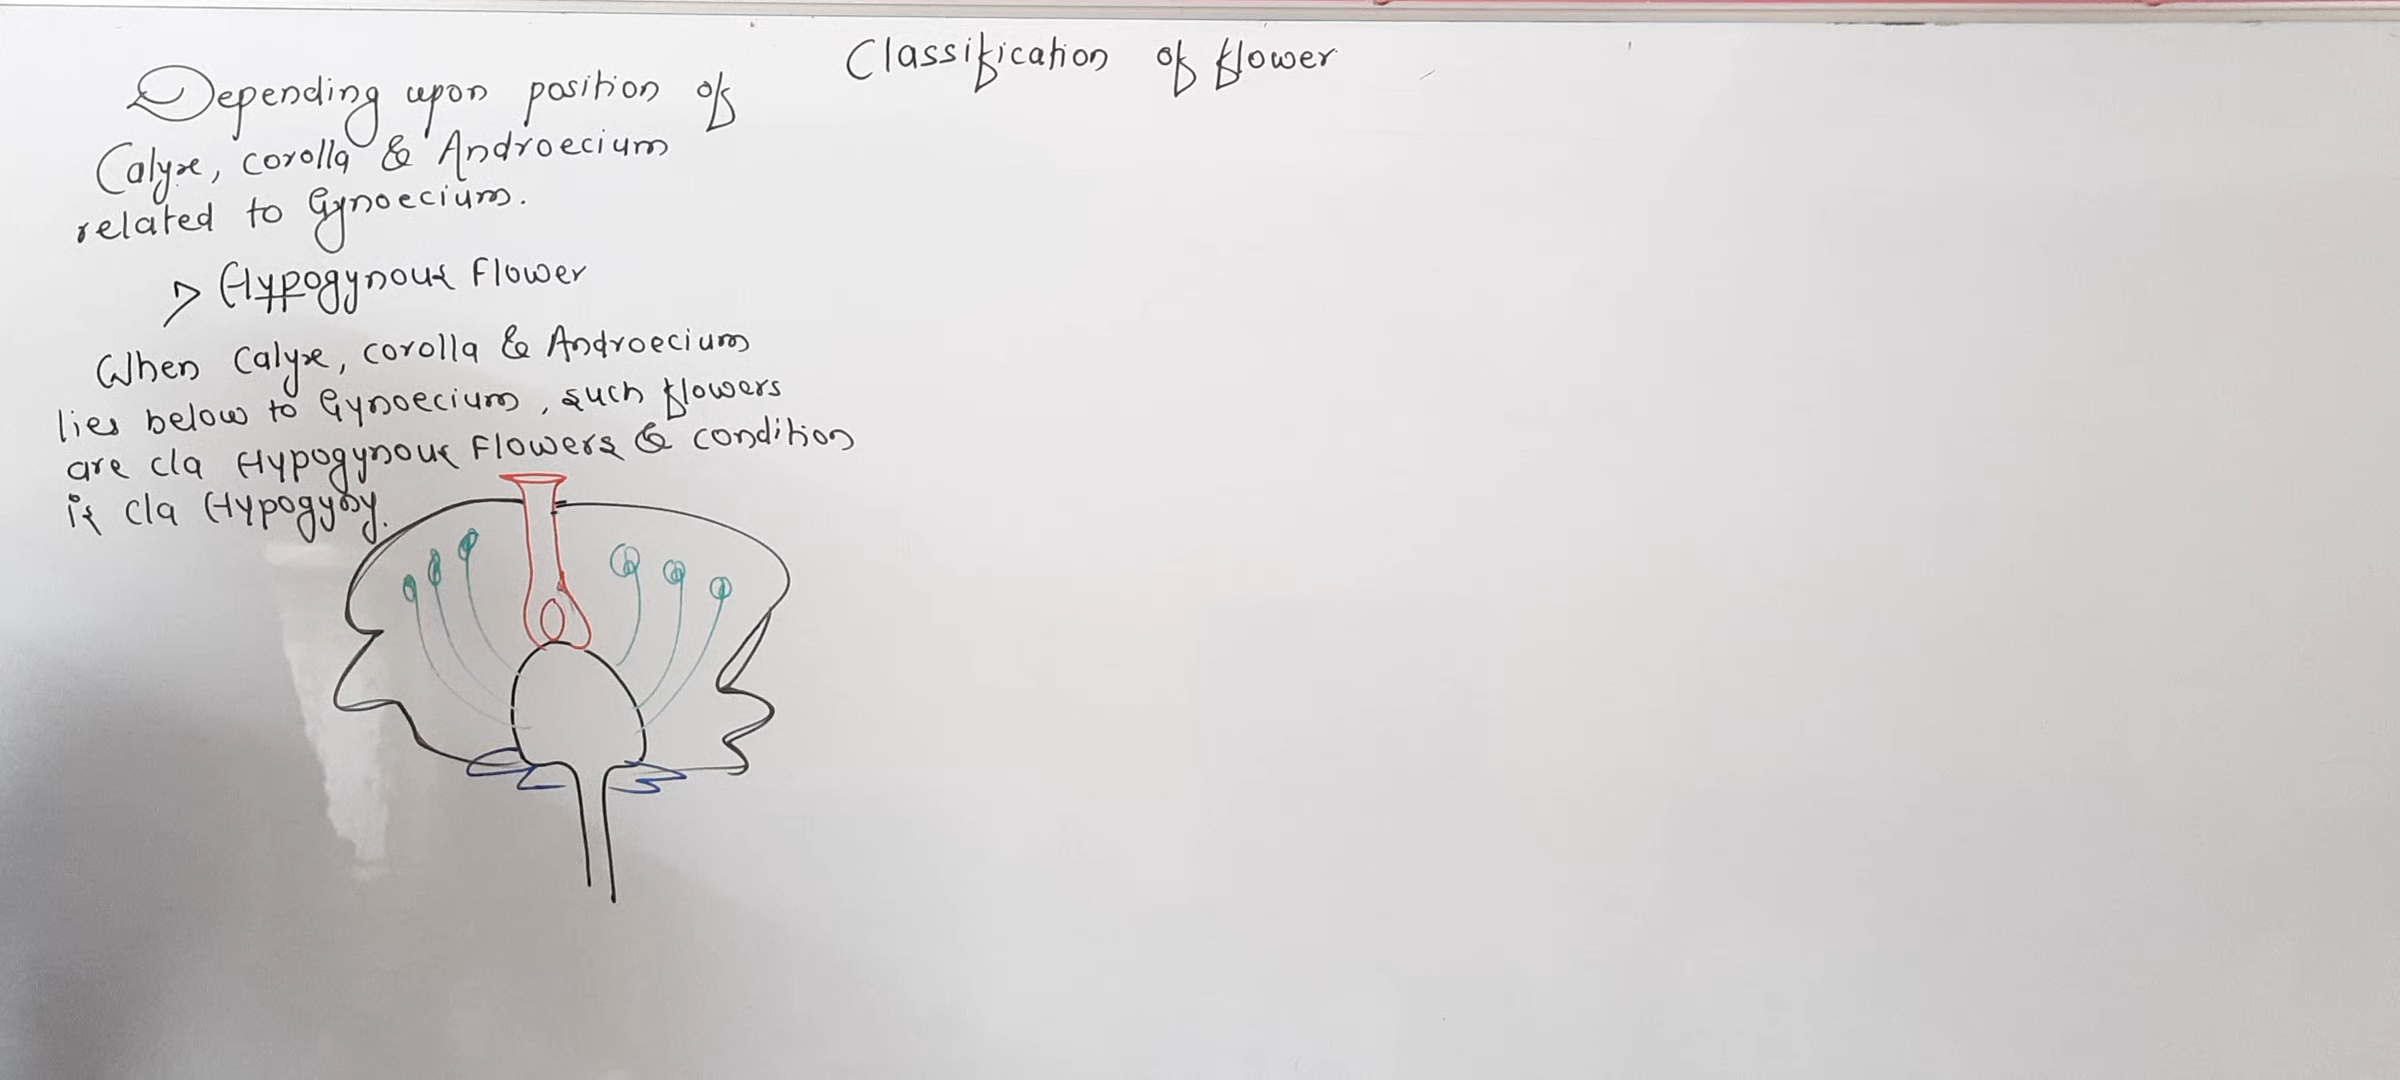 Classification of flower
Depending upon position of
Calyx, corolla & Androecium
related to Gynoecium.
> Hypogynous Flower
When Calyx, corolla & Androecium
lies below to Gynoecium, such flowers
are cla Hypogynous Flowers & condition
is cla Hypogyny.